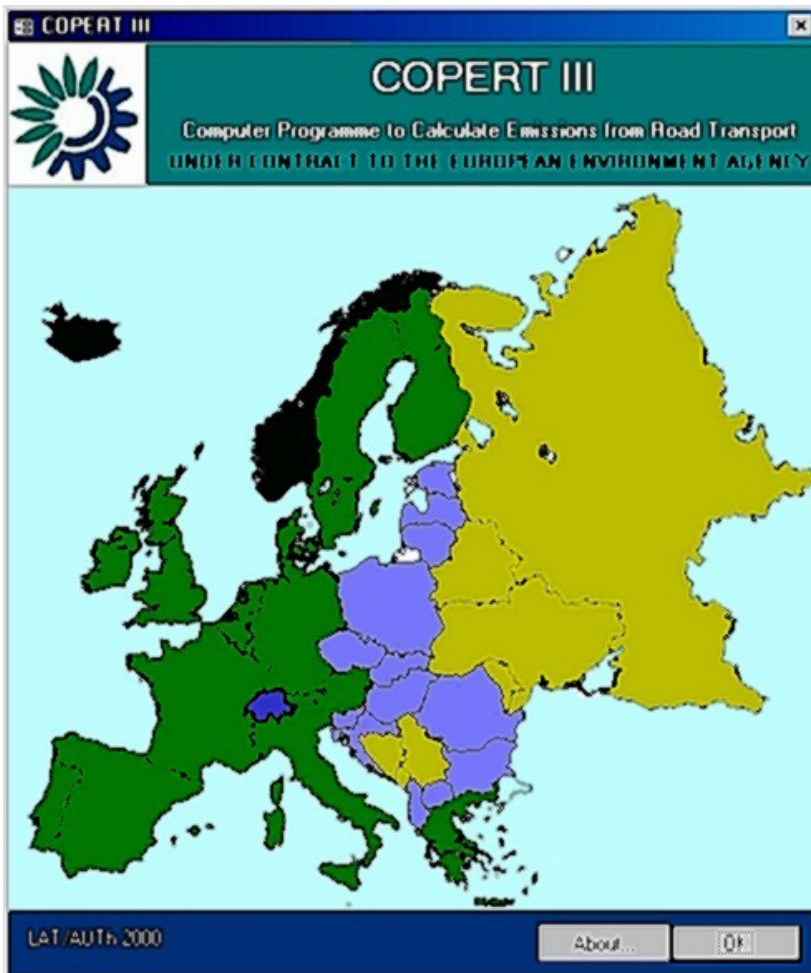 COPERT III
COPERT III
Computer Programme to Calculate Emissions from Road Transport
UNDER CONTRACT TO THE EUROPEAN ENVIRONMENT AGENCY
LAT/AUTh 2000
About...
OK